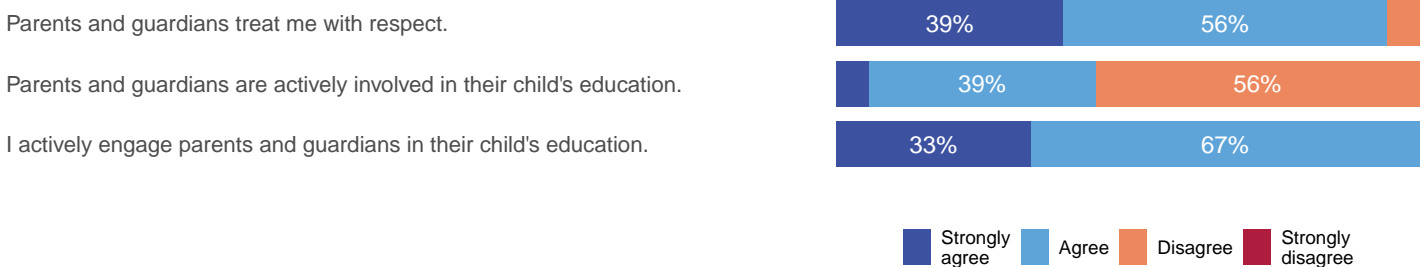 Parents and guardians treat me with respect. 39% 56%
Parents and guardians are actively involved in their child's education. 39% 56%
I actively engage parents and guardians in their child's education. 33% 67%
Strongly agree Agree Disagree Strongly disagree